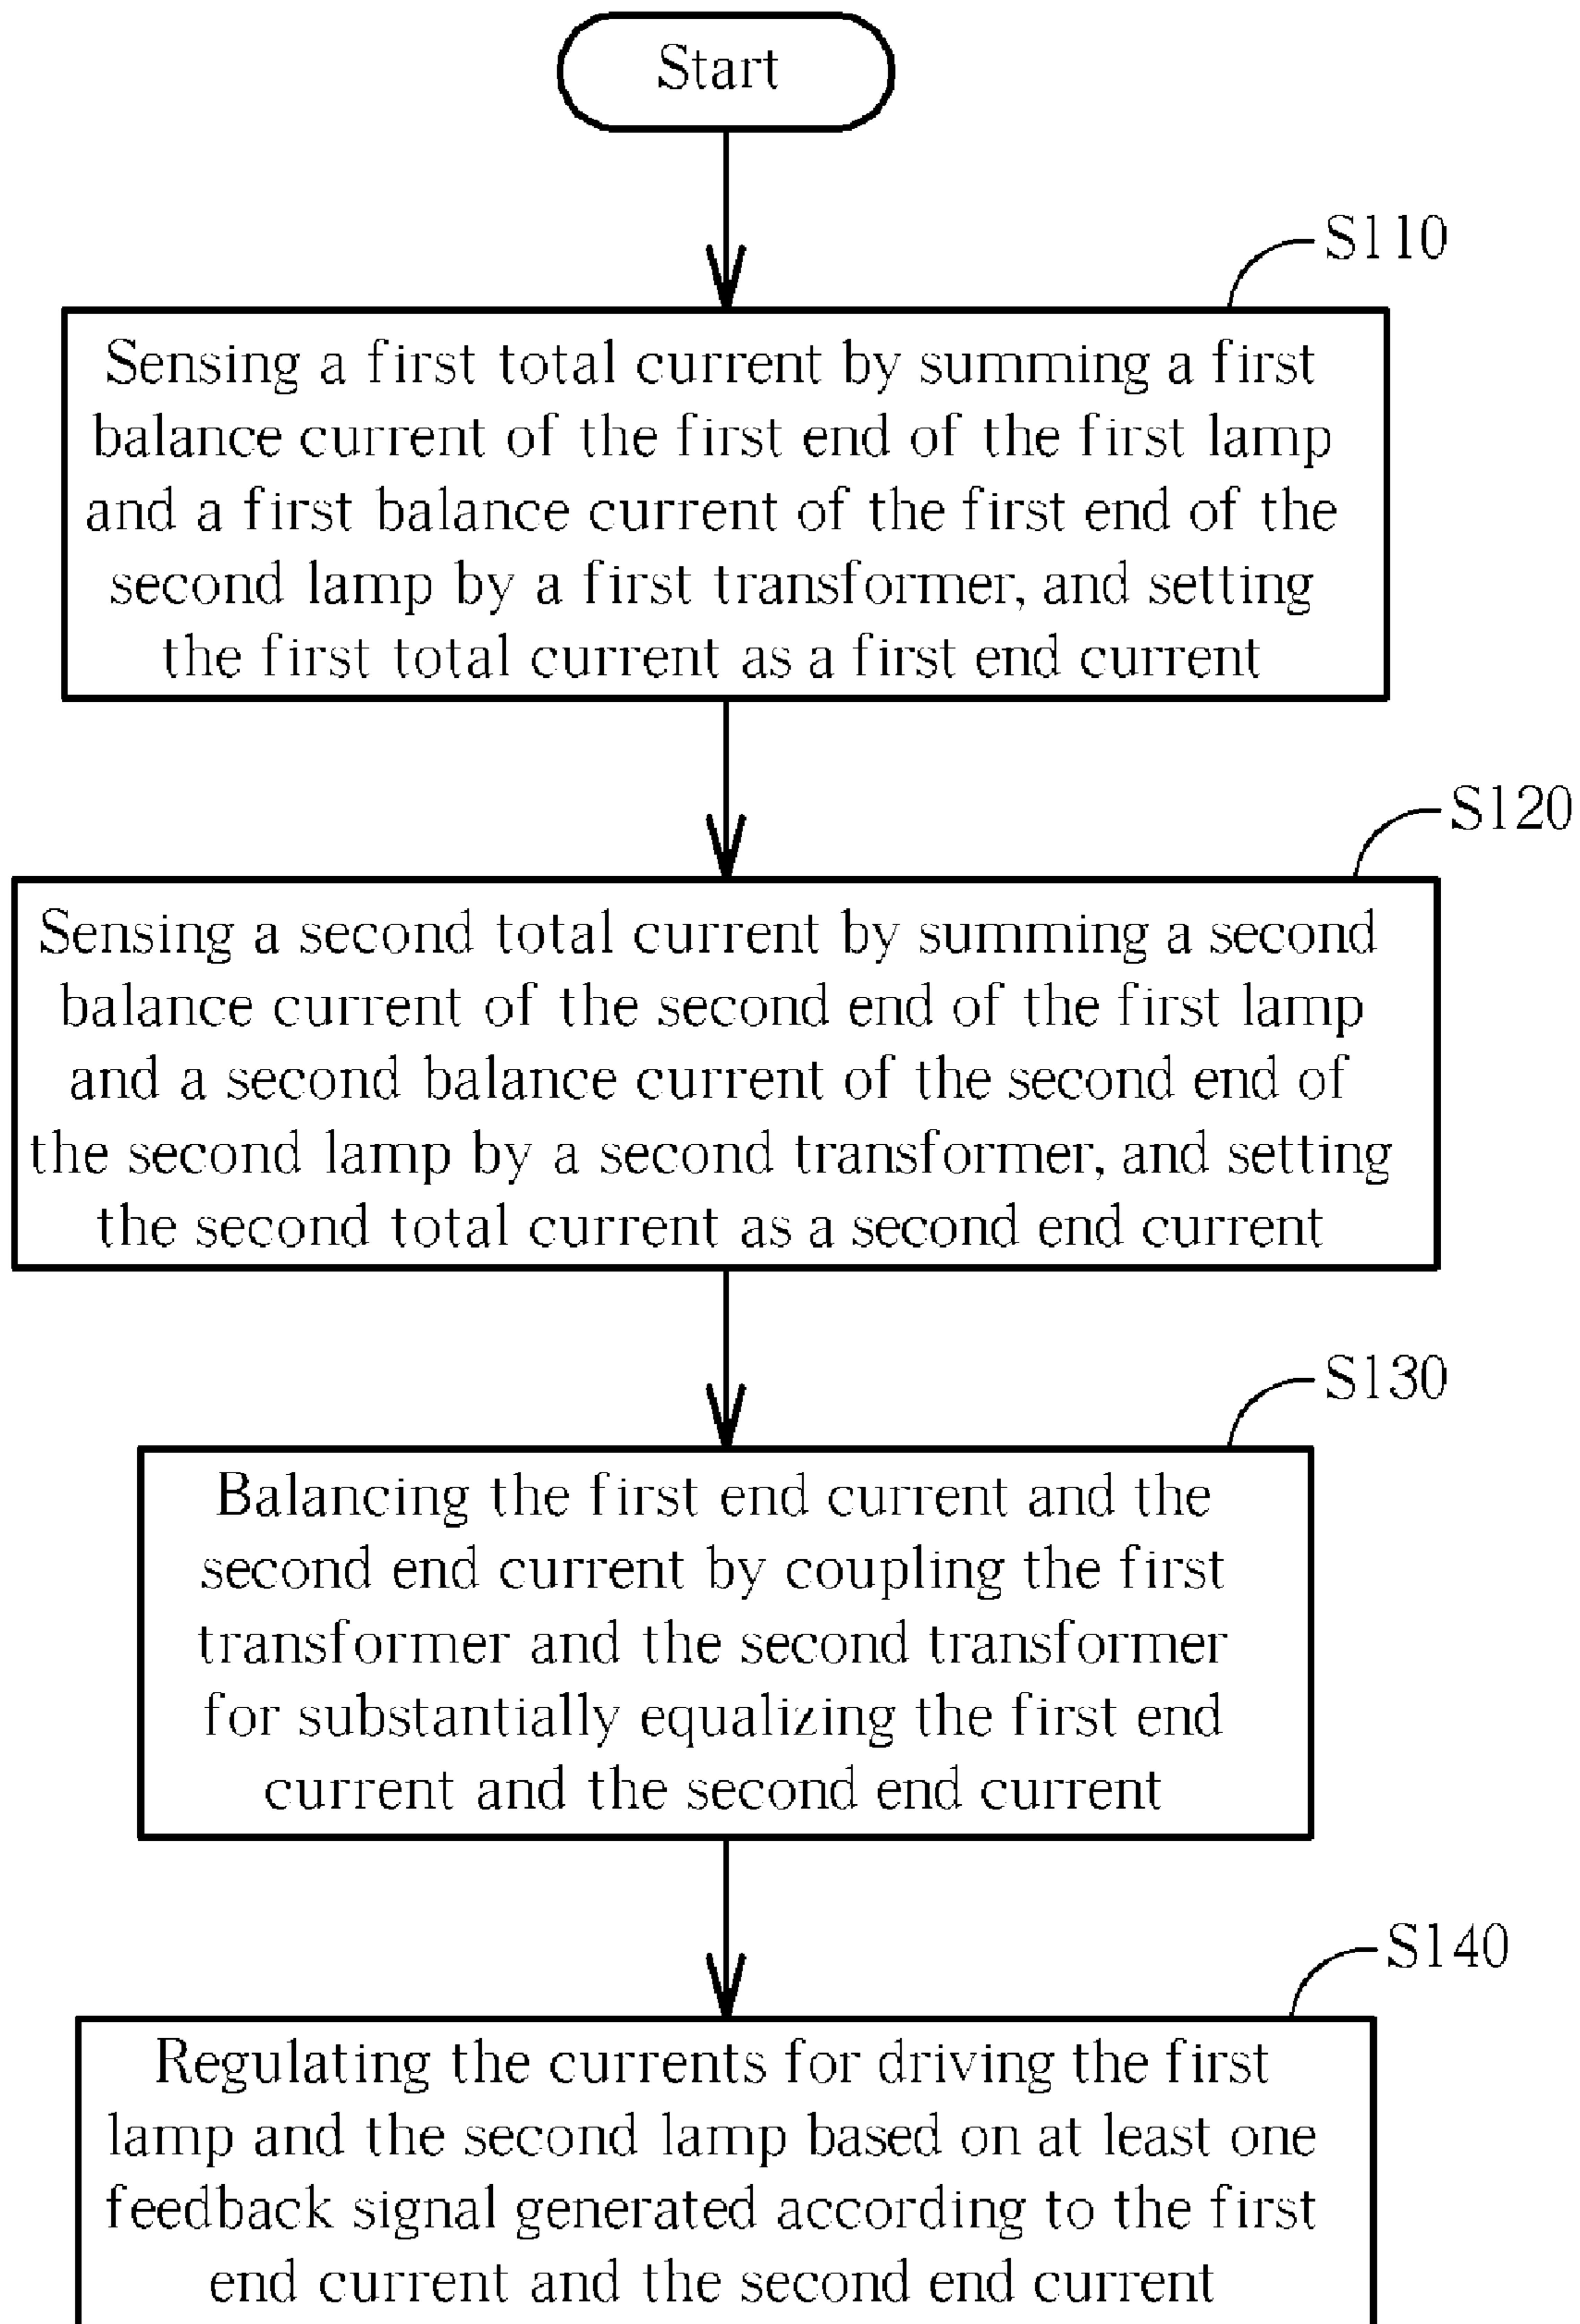 Start
S110
Sensing a first total current by summing a first
balance current of the first end of the first lamp
and a first balance current of the first end of the
second lamp by a first transformer, and setting
the first total current as a first end current
S120
Sensing a second total current by summing a second
balance current of the second end of the first lamp
and a second balance current of the second end of
the second lamp by a second transformer, and setting
the second total current as a second end current
S130
Balancing the first end current and the
second end current by coupling the first
transformer and the second transformer
for substantially equalizing the first end
current and the second end current
S140
Regulating the currents for driving the first
lamp and the second lamp based on at least one
feedback signal generated according to the first
end current and the second end current